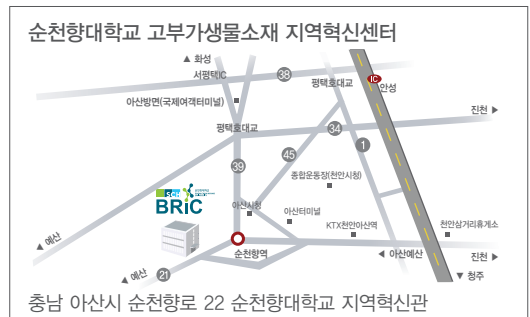 순천향대학교 고부가생물소재 지역혁신센터
▲ 화성
서평택IC
38
평택호대교
IC
안성
아산방면(국제여객터미널)
진천 ▶
평택호대교
34
1
39
45
종합운동장(천안시청)
SCH
BRIC
아산시청
아산터미널
KTX천안아산역
천안삼거리휴게소
◀ 예산
순천향역
◀ 아산예산
진천 ▶
◀ 예산
21
▼ 청주
충남 아산시 순천향로 22 순천향대학교 지역혁신관